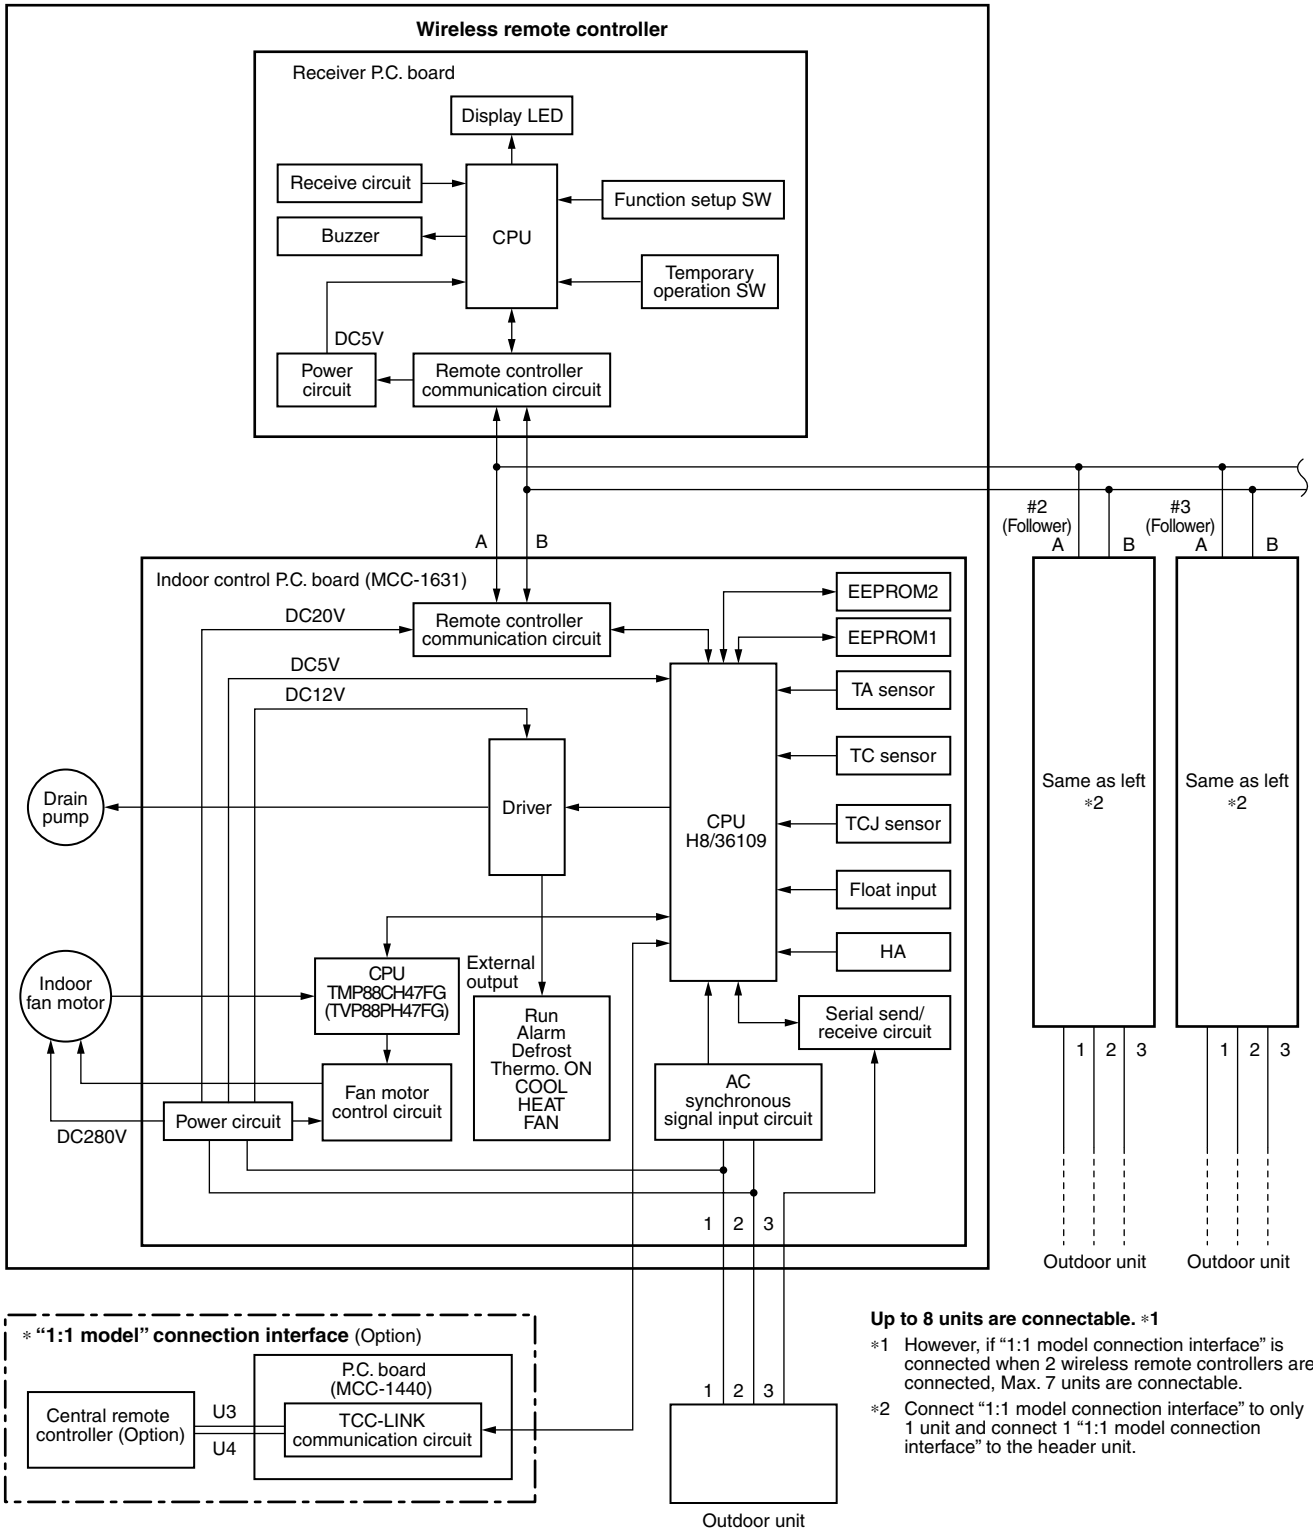 Wireless remote controller
Receiver P.C. board
Display LED
Receive circuit
Function setup SW
Buzzer
CPU
Temporary
operation SW
DC5V
Power
circuit
Remote controller
communication circuit
#2
(Follower)
#3
(Follower)
A
B
A
B
A
B
Indoor control P.C. board (MCC-1631)
EEPROM2
DC20V
Remote controller
communication circuit
EEPROM1
DC5V
TA sensor
DC12V
TC sensor
Drain
pump
Driver
CPU
H8/36109
TCJ sensor
Same as left
*2
Same as left
*2
Float input
HA
Indoor
fan motor
CPU
TMP88CH47FG
(TVP88PH47FG)
External
output
Run
Alarm
Defrost
Thermo. ON
COOL
HEAT
FAN
Serial send/
receive circuit
1
2
3
1
2
3
Fan motor
control circuit
AC
synchronous
signal input circuit
Power circuit
DC280V
1
2
3
Outdoor unit
Outdoor unit
* “1:1 model” connection interface (Option)
P.C. board
(MCC-1440)
Central remote
controller (Option)
U3
U4
TCC-LINK
communication circuit
1
2
3
Outdoor unit
Up to 8 units are connectable. *1
*1 However, if “1:1 model connection interface” is
connected when 2 wireless remote controllers are
connected, Max. 7 units are connectable.
*2 Connect “1:1 model connection interface” to only
1 unit and connect 1 “1:1 model connection
interface” to the header unit.